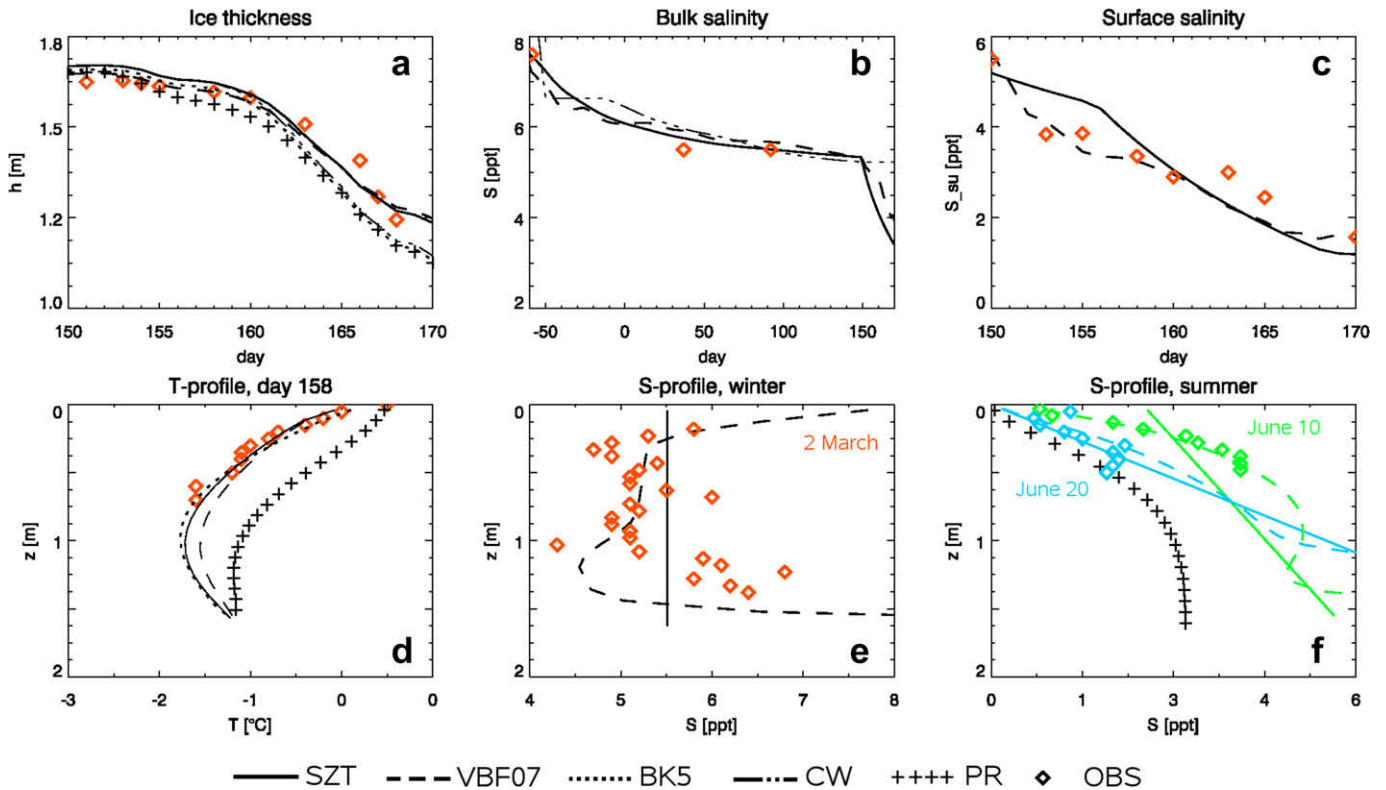 Ice thickness
a
1.8
1.5
1.2
1.0
h [m]
150 155 160 165 170
day
Bulk salinity
b
8
6
4
2
S [ppt]
-50 0 50 100 150
day
Surface salinity
c
6
4
2
0
S_su [ppt]
150 155 160 165 170
day
T-profile, day 158
d
0
1
2
z [m]
-3 -2 -1 0 0
T [°C]
S-profile, winter
2 March
e
0
1
2
z [m]
4 5 6 7 8
S [ppt]
S-profile, summer
June 10
June 20
f
0
1
2
z [m]
0 1 3 4 6
S [ppt]
SZT VBF07 BK5 CW ++++ PR OBS